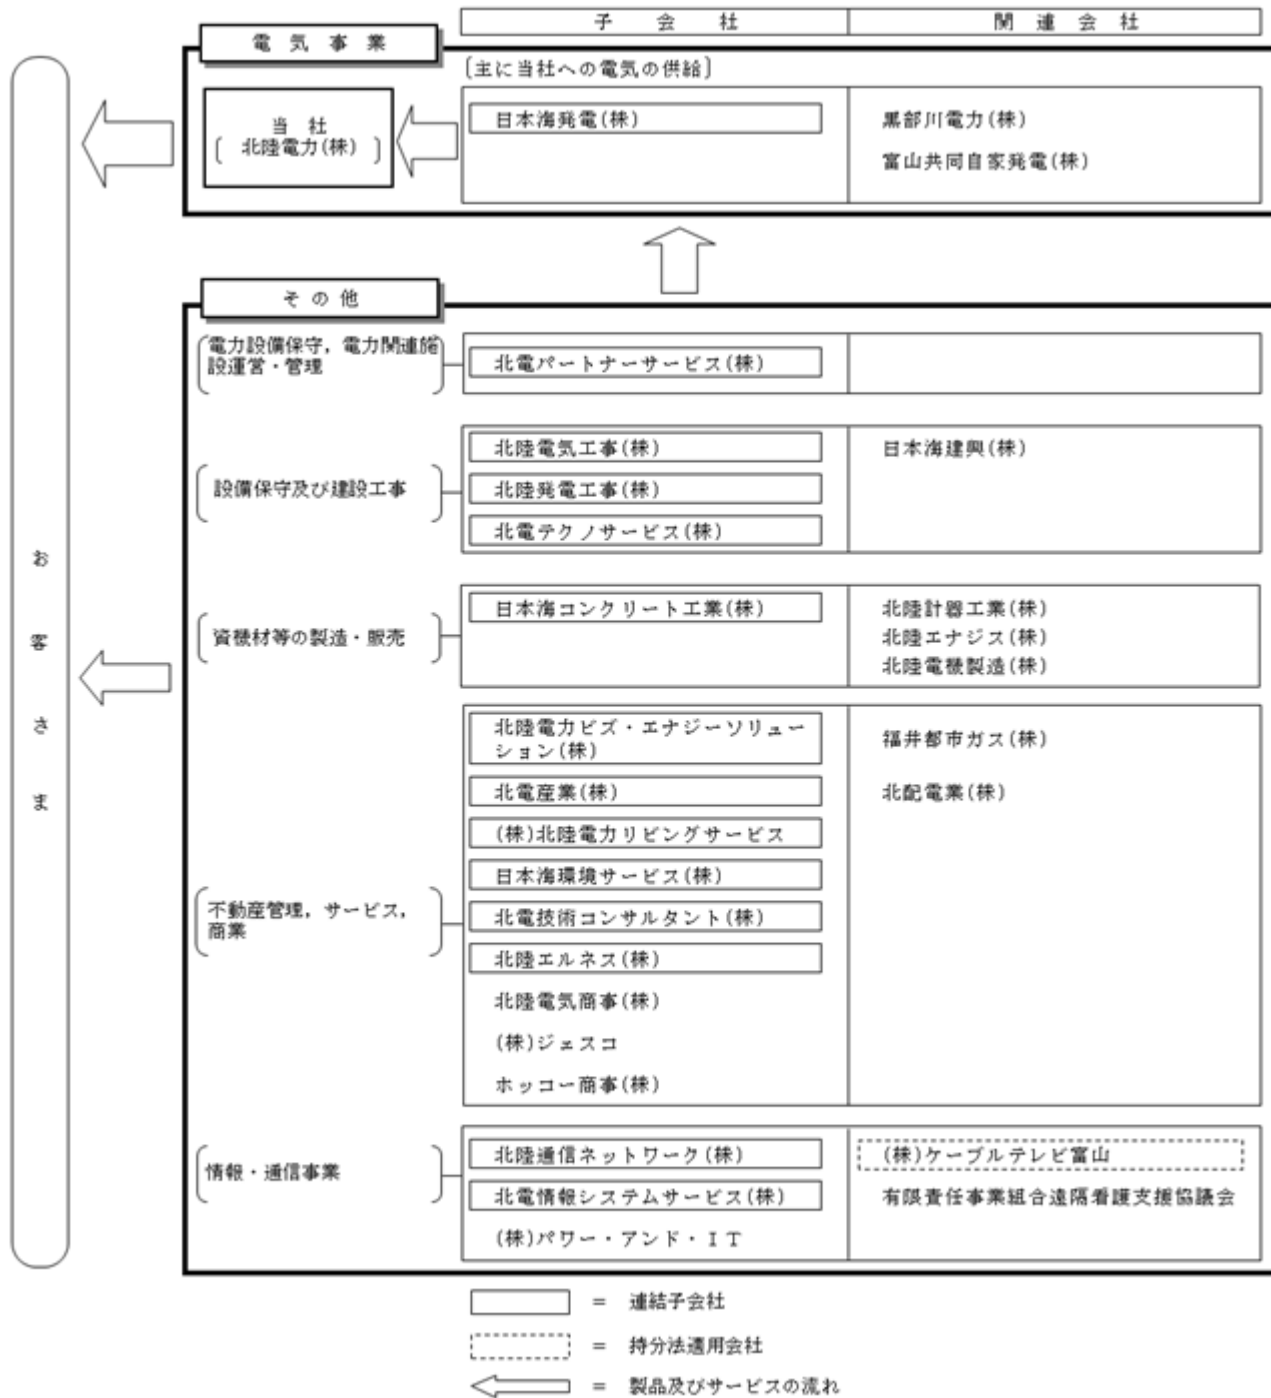 子会社 関連会社
電気事業
〔主に当社への電気の供給〕
当社
〔北陸電力(株)〕
日本海発電(株)
黒部川電力(株)
富山共同自家発電(株)
その他
電力設備保守，電力関連施
設運営・管理
北電パートナーサービス(株)
設備保守及び建設工事
北陸電気工事(株)
日本海建興(株)
北陸発電工事(株)
北電テクノサービス(株)
資機材等の製造・販売
日本海コンクリート工業(株)
北陸計器工業(株)
北陸エナジス(株)
北陸電機製造(株)
不動産管理，サービス，
商業
北陸電力ビズ・エナジーソリュー
ション(株)
福井都市ガス(株)
北電産業(株)
北配電業(株)
(株)北陸電力リビングサービス
日本海環境サービス(株)
北電技術コンサルタント(株)
北陸エルネス(株)
北陸電気商事(株)
(株)ジェスコ
ホッコー商事(株)
情報・通信事業
北陸通信ネットワーク(株)
(株)ケーブルテレビ富山
北電情報システムサービス(株)
有限責任事業組合遠隔看護支援協議会
(株)パワー・アンド・ＩＴ
お客さま
= 連結子会社
= 持分法適用会社
= 製品及びサービスの流れ